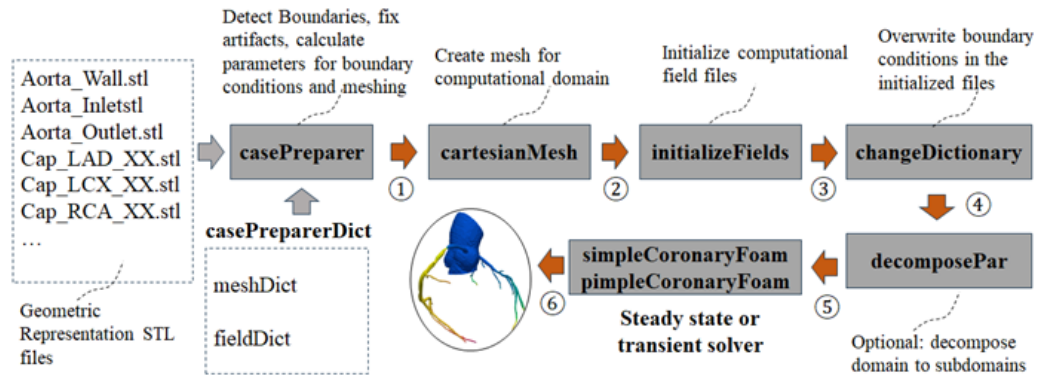 Detect Boundaries, fix
artifacts, calculate
parameters for boundary
conditions and meshing
Create mesh for
computational domain
Initialize computational
field files
Overwrite boundary
conditions in the
initialized files
Aorta_Wall.stl
Aorta_Inletstl
Aorta_Outlet.stl
Cap_LAD_XX.stl
Cap_LCX_XX.stl
Cap_RCA_XX.stl
...
Geometric
Representation STL
files
casePreparer
①
cartesianMesh
②
initializeFields
③
changeDictionary
④
casePreparerDict
meshDict
fieldDict
decomposePar
⑤
Optional: decompose
domain to subdomains
simpleCoronaryFoam
pimpleCoronaryFoam
Steady state or
transient solver
⑥